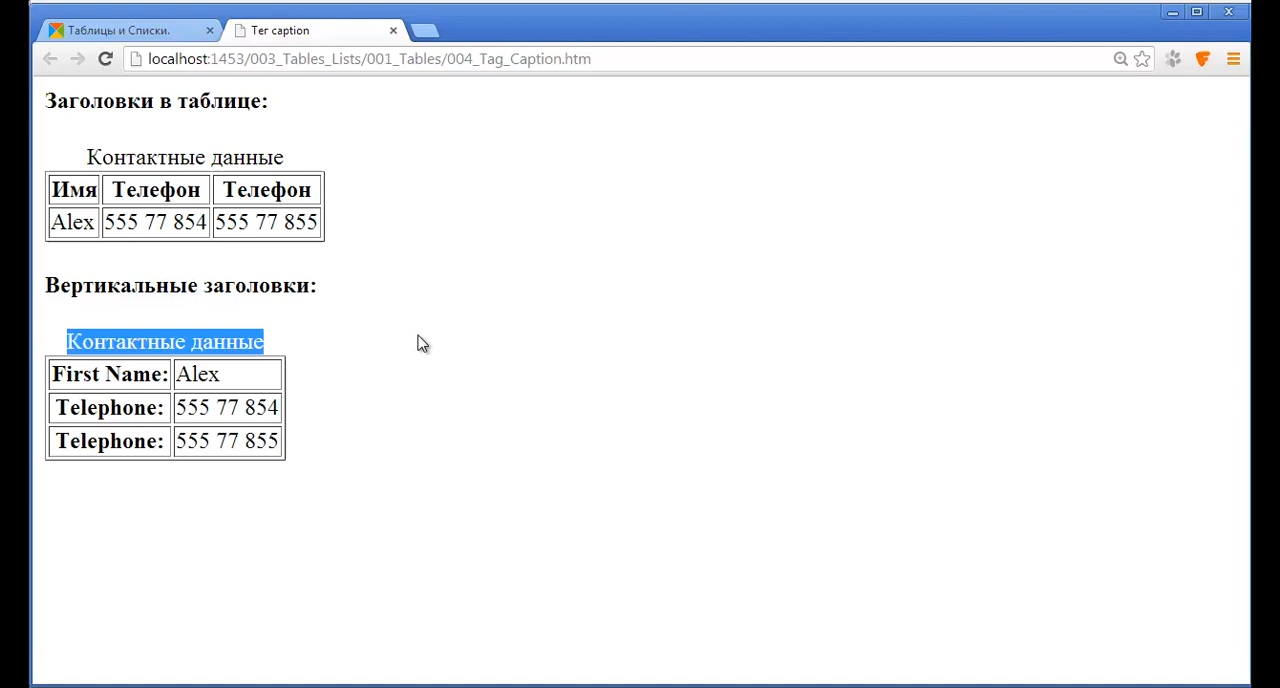 Таблицы и Списки.
Тег caption
localhost:1453/003_Tables_Lists/001_Tables/004_Tag_Caption.htm
Заголовки в таблице:
Контактные данные
Имя Телефон Телефон
Alex 555 77 854 555 77 855
Вертикальные заголовки:
Контактные данные
First Name: Alex
Telephone: 555 77 854
Telephone: 555 77 855